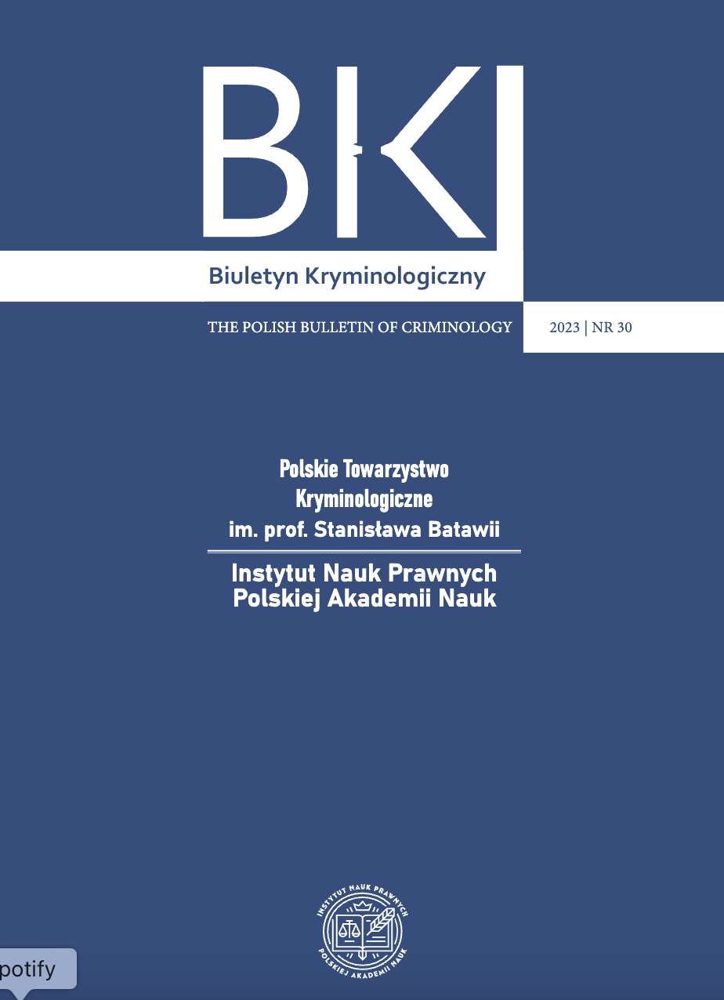 BK
Biuletyn Kryminologiczny
THE POLISH BULLETIN OF CRIMINOLOGY
2023 | NR 30
Polskie Towarzystwo
Kryminologiczne
im. prof. Stanisława Batawii
Instytut Nauk Prawnych
Polskiej Akademii Nauk
INSTYTUT NAUK PRAWNYCH
POLSKIEJ AKADEMII NAUK
potify